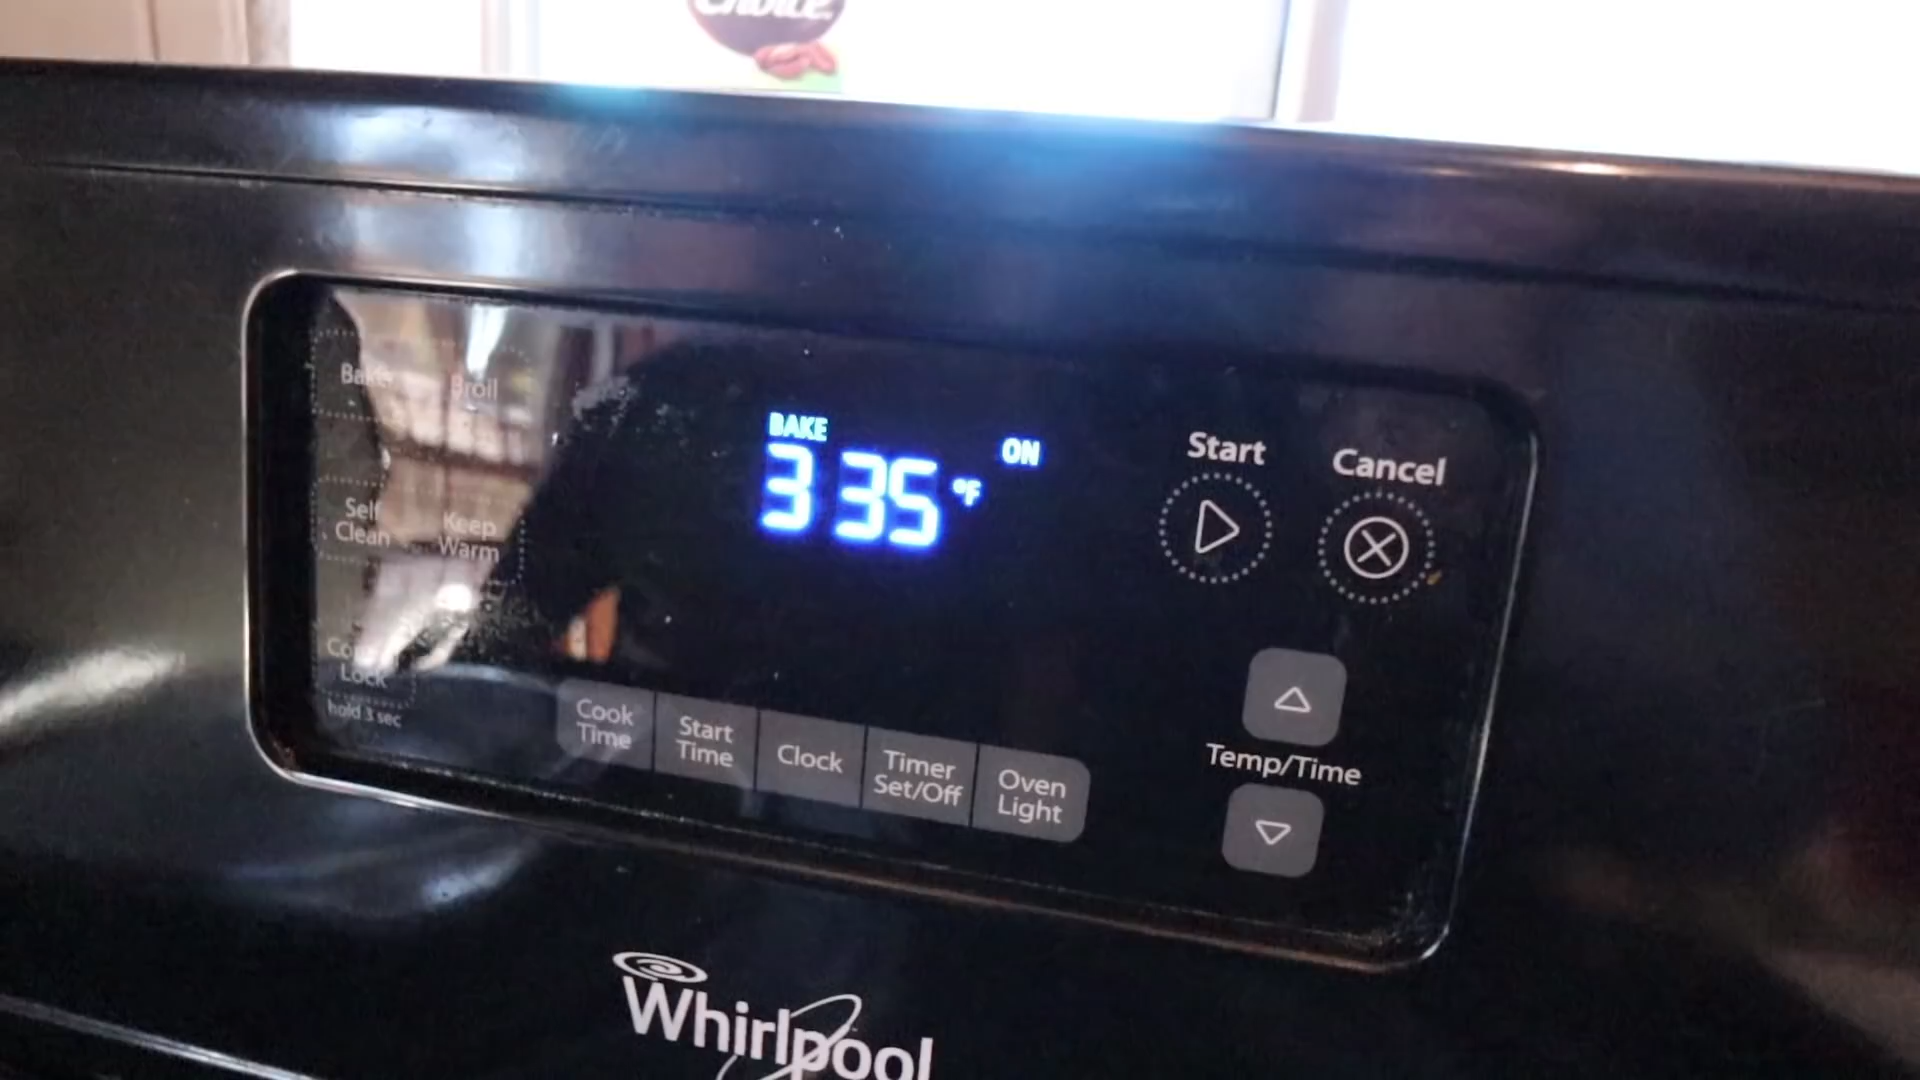 Choice.
Bake
Broil
BAKE
ON
335 °F
Start
Cancel
Self
Clean
Keep
Warm
Control
Lock
hold 3 sec
Cook
Time
Start
Time
Clock
Timer
Set/Off
Oven
Light
Temp/Time
Whirlpool